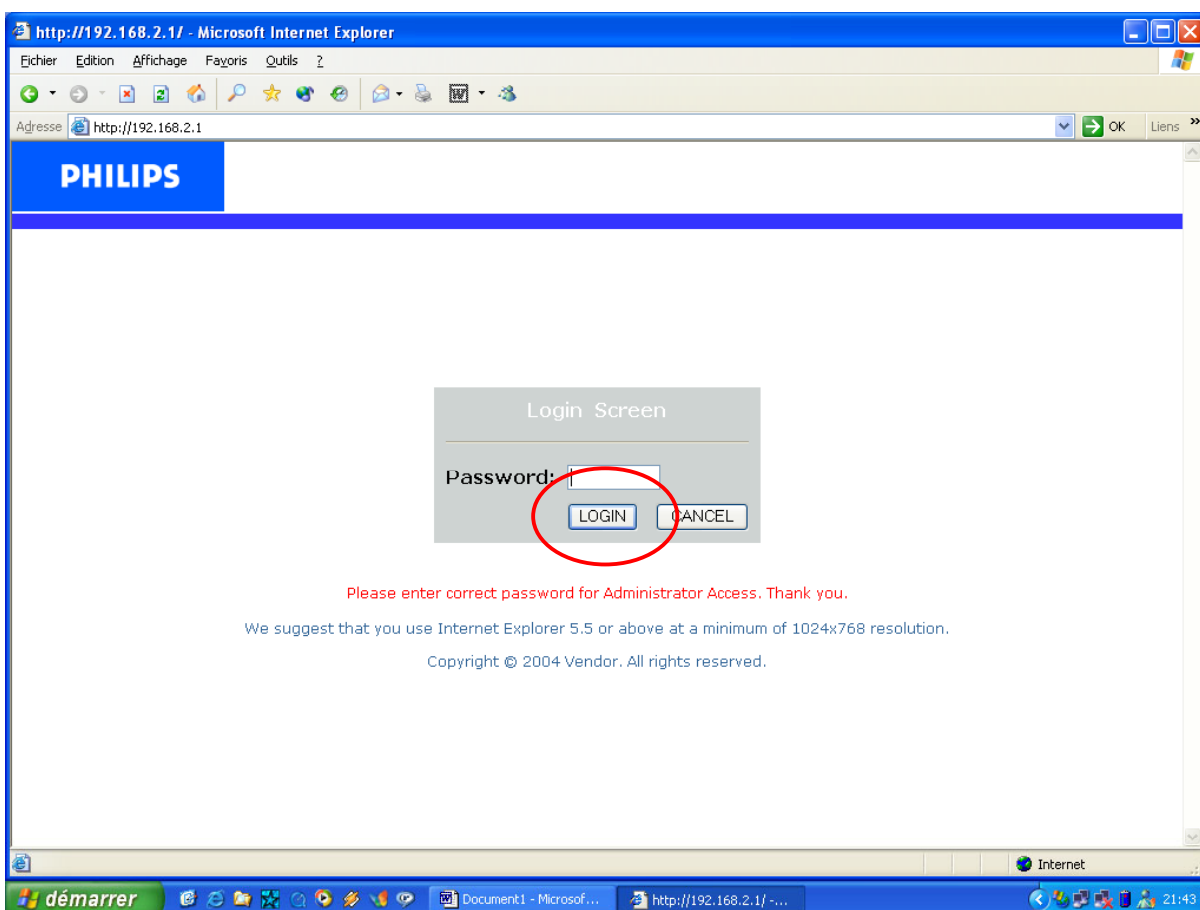 http://192.168.2.1/ - Microsoft Internet Explorer
Fichier Edition Affichage Favoris Outils ?
Adresse http://192.168.2.1 OK Liens »
PHILIPS
Login Screen
Password:
LOGIN CANCEL
Please enter correct password for Administrator Access. Thank you.
We suggest that you use Internet Explorer 5.5 or above at a minimum of 1024x768 resolution.
Copyright © 2004 Vendor. All rights reserved.
Internet
démarrer Document1 - Microsof... http://192.168.2.1/ -... 21:43